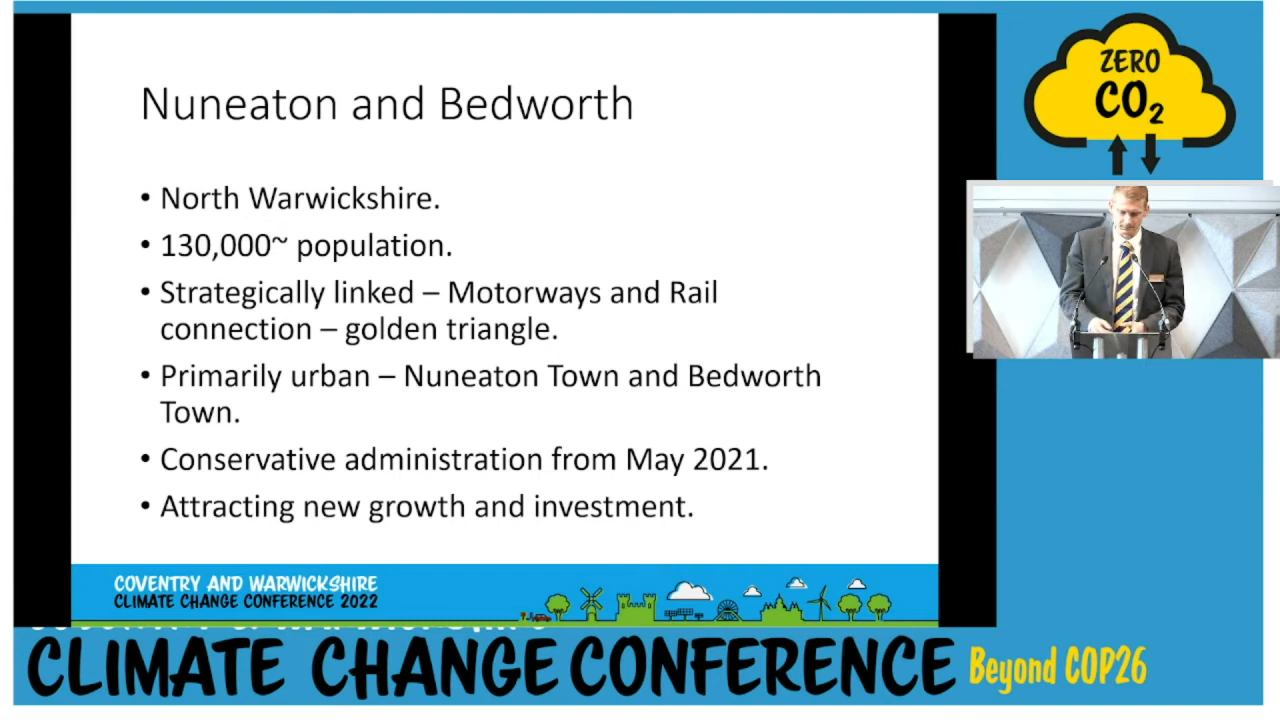 Nuneaton and Bedworth
• North Warwickshire.
• 130,000~ population.
• Strategically linked – Motorways and Rail
connection – golden triangle.
• Primarily urban – Nuneaton Town and Bedworth
Town.
• Conservative administration from May 2021.
• Attracting new growth and investment.
COVENTRY AND WARWICKSHIRE
CLIMATE CHANGE CONFERENCE 2022
ZERO
CO₂
CLIMATE CHANGE CONFERENCE Beyond COP26